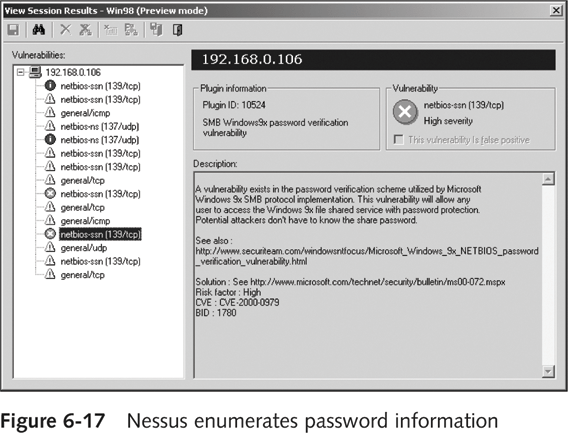 View Session Results - Win98 (Preview mode)
Vulnerabilities:
192.168.0.106
netbios-ssn (139/tcp)
netbios-ssn (139/tcp)
general/icmp
netbios-ns (137/udp)
netbios-ns (137/udp)
netbios-ssn (139/tcp)
netbios-ssn (139/tcp)
general/tcp
netbios-ssn (139/tcp)
general/tcp
general/icmp
netbios-ssn (139/tcp)
general/udp
netbios-ssn (139/tcp)
general/tcp
192.168.0.106
Plugin information
Plugin ID: 10524
SMB Windows9x password verification
vulnerability
Vulnerability
netbios-ssn (139/tcp)
High severity
This vulnerability is false positive
Description:
A vulnerability exists in the password verification scheme utilized by Microsoft
Windows 9x SMB protocol implementation. This vulnerability will allow any
user to access the Windows 9x file shared service with password protection.
Potential attackers don't have to know the share password.
See also :
http://www.securiteam.com/windowsntfocus/Microsoft_Windows_9x_NETBIOS_password
_verification_vulnerability.html
Solution : See http://www.microsoft.com/technet/security/bulletin/ms00-072.mspx
Risk factor : High
CVE : CVE-2000-0979
BID : 1780
Figure 6-17 Nessus enumerates password information